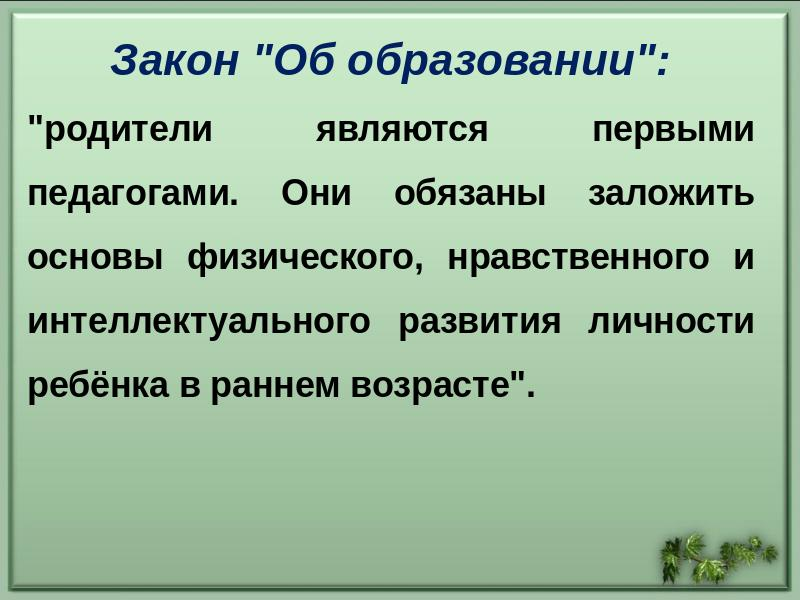 Закон "Об образовании":
"родители являются первыми
педагогами. Они обязаны заложить
основы физического, нравственного и
интеллектуального развития личности
ребёнка в раннем возрасте".